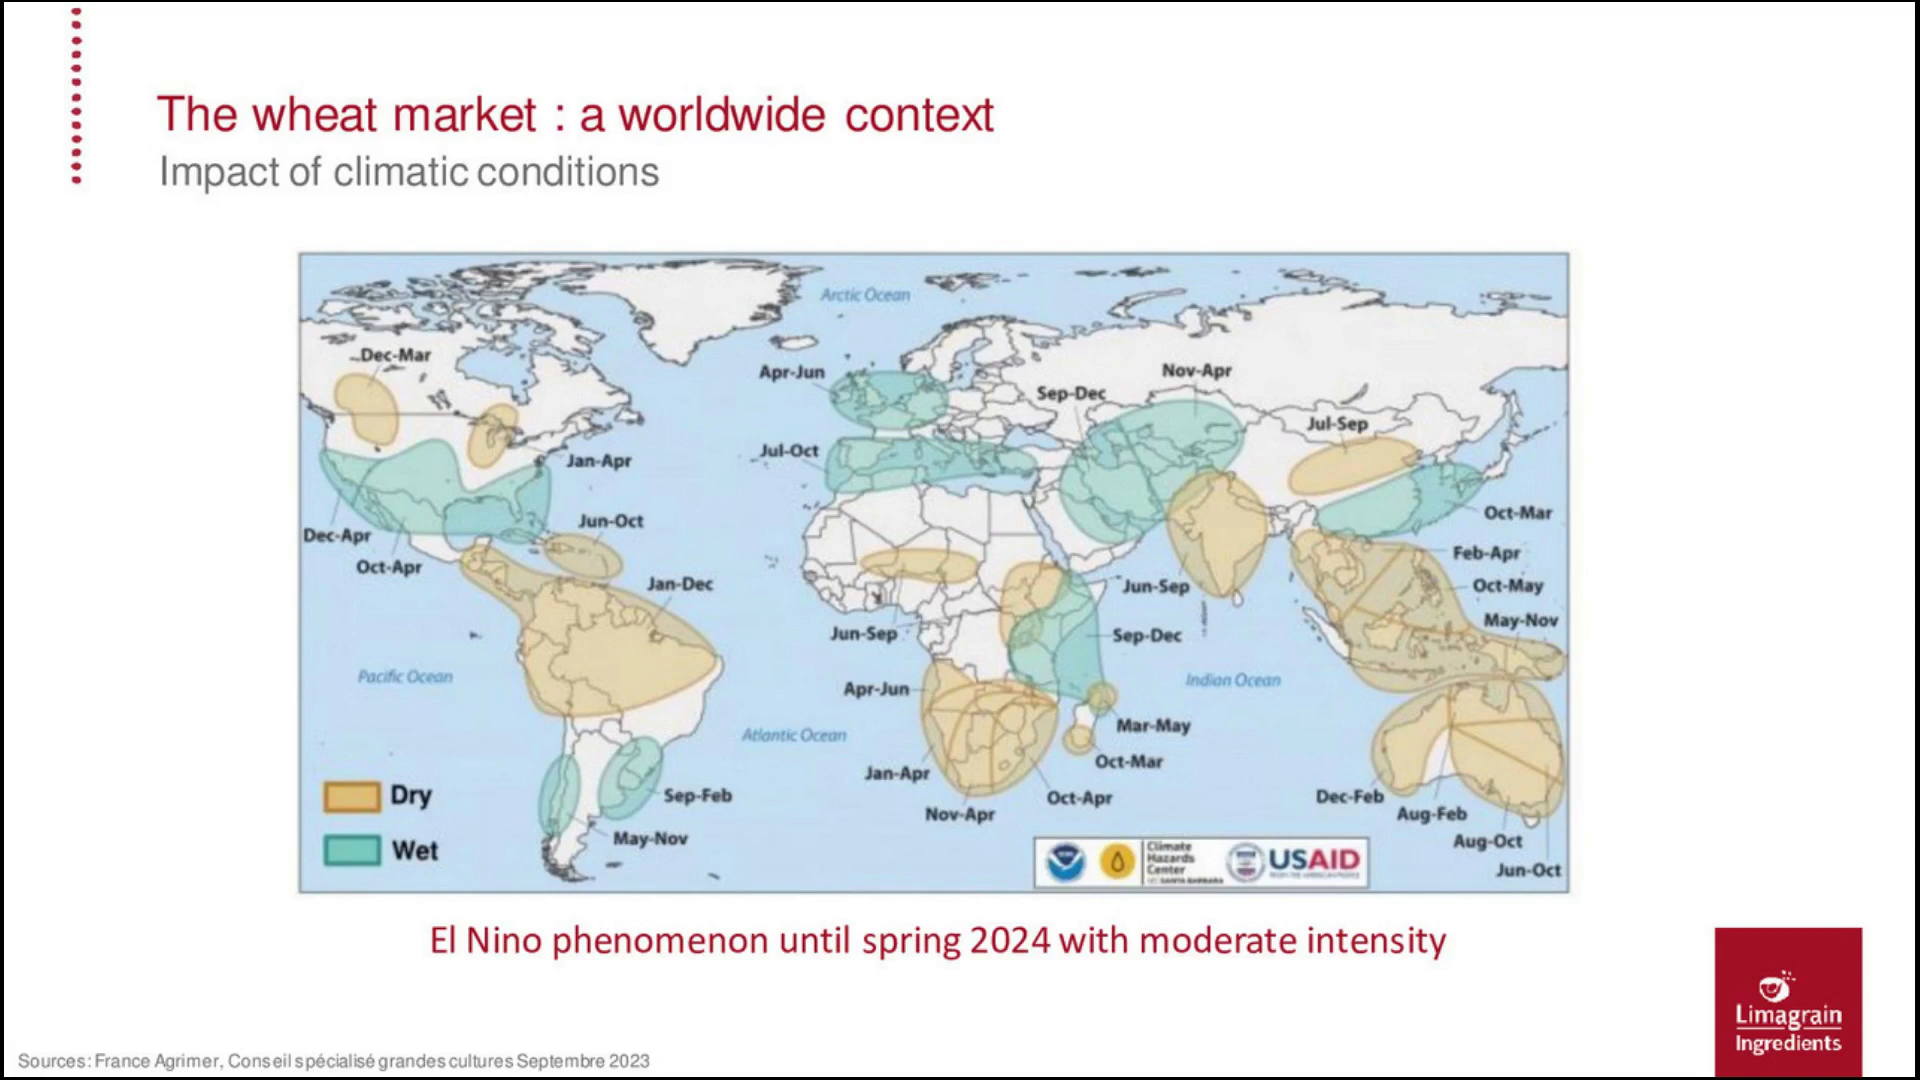 The wheat market : a worldwide context
Impact of climatic conditions
Arctic Ocean
Dec-Mar
Apr-Jun
Nov-Apr
Sep-Dec
Jul-Sep
Jul-Oct
Jan-Apr
Oct-Mar
Jun-Oct
Dec-Apr
Feb-Apr
Oct-Apr
Jan-Dec
Jun-Sep
Oct-May
May-Nov
Jun-Sep
Sep-Dec
Pacific Ocean
Indian Ocean
Apr-Jun
Mar-May
Atlantic Ocean
Oct-Mar
Jan-Apr
Dry
Sep-Feb
Oct-Apr
Dec-Feb
Nov-Apr
Aug-Feb
May-Nov
Aug-Oct
Wet
Jun-Oct
Climate
Hazards
Center
USAID
El Nino phenomenon until spring 2024 with moderate intensity
Limagrain
Ingredients
Sources: France Agrimer, Conseil spécialisé grandes cultures Septembre 2023